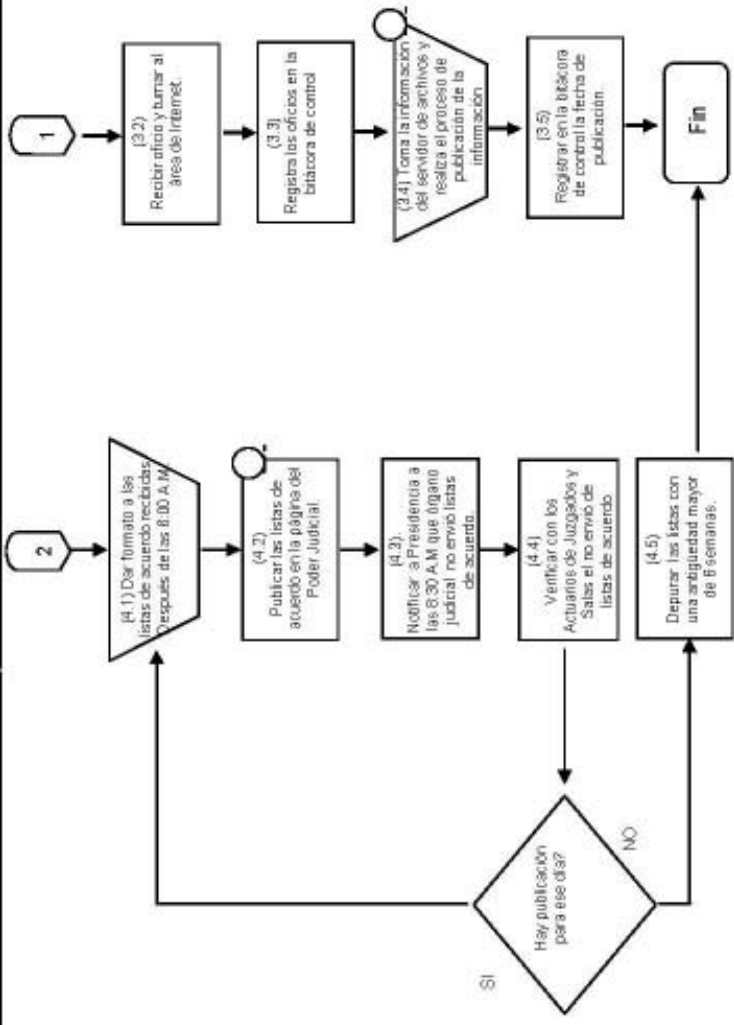 1
(3.2)
Recibir oficio y turnar al
área de Internet.
(3.3)
Registra los oficios en la
bitácora de control
(3.4) Toma la información
del servidor de archivos y
realiza el proceso de
publicación de la
información
(3.5)
Registrar en la bitácora
de control la fecha de
publicación.
Fin
2
(4.1) Dar formato a las
listas de acuerdo recibidas
Después de las 8:00 A.M.
(4.2)
Publicar las listas de
acuerdo en la página del
Poder Judicial.
(4.3).
Notificar a Presidencia a
las 8:30 A.M que órgano
judicial no envió listas
de acuerdo.
(4.4)
Verificar con los
Actuarios de Juzgados y
Salas el no envió de
listas de acuerdo
(4.5)
Depurar las listas con
una antigüedad mayor
de 6 semanas.
Hay publicación
para ese día?
SI
NO